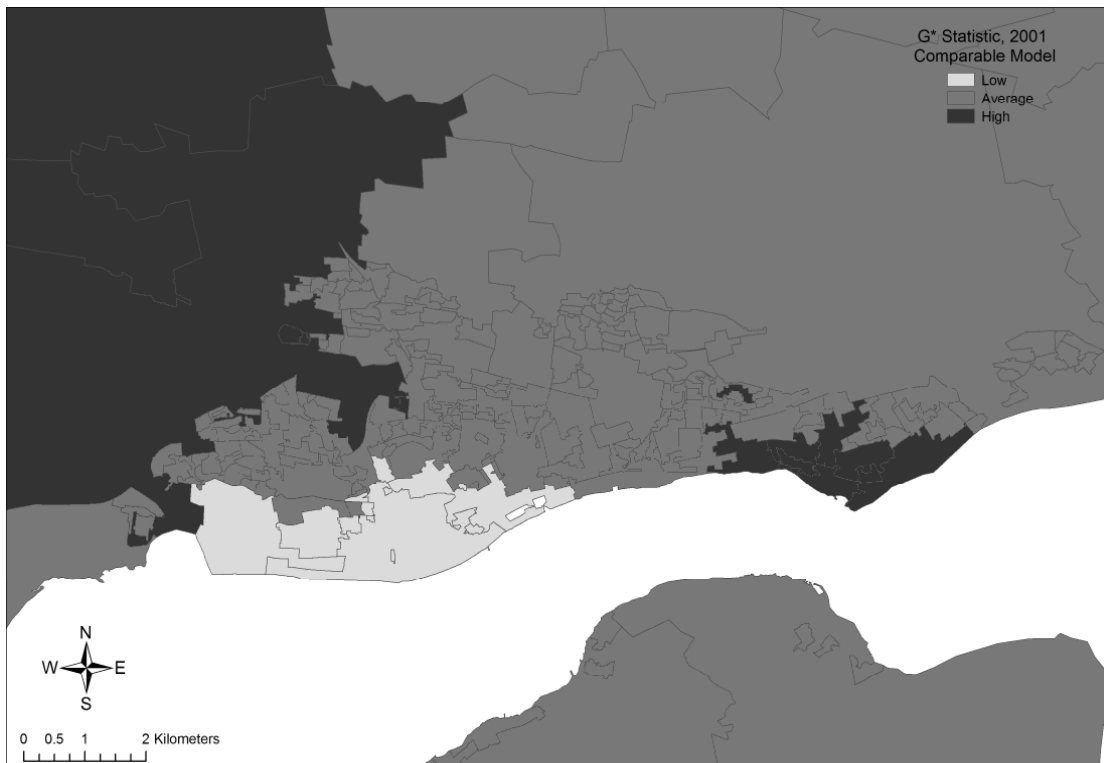 G* Statistic, 2001
Comparable Model
Low
Average
High
N
W E
S
0 0.5 1 2 Kilometers